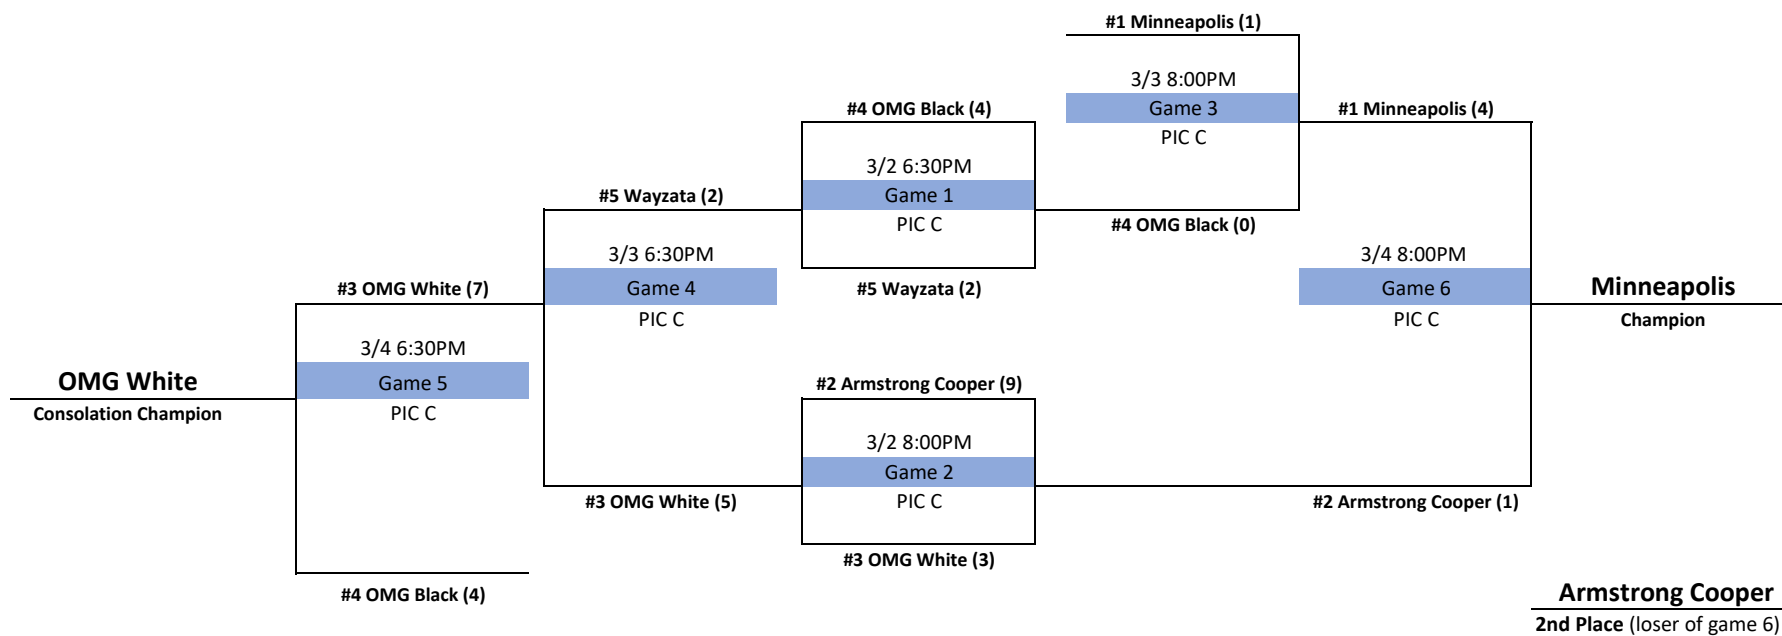 #1 Minneapolis (1)
3/3 8:00PM
#4 OMG Black (4)
Game 3
#1 Minneapolis (4)
PIC C
3/2 6:30PM
#5 Wayzata (2)
Game 1
PIC C
#4 OMG Black (0)
3/3 6:30PM
3/4 8:00PM
#3 OMG White (7)
Game 4
#5 Wayzata (2)
Game 6
Minneapolis
PIC C
PIC C
Champion
3/4 6:30PM
OMG White
Game 5
#2 Armstrong Cooper (9)
Consolation Champion
PIC C
3/2 8:00PM
Game 2
#3 OMG White (5)
PIC C
#2 Armstrong Cooper (1)
#3 OMG White (3)
#4 OMG Black (4)
Armstrong Cooper
2nd Place (loser of game 6)